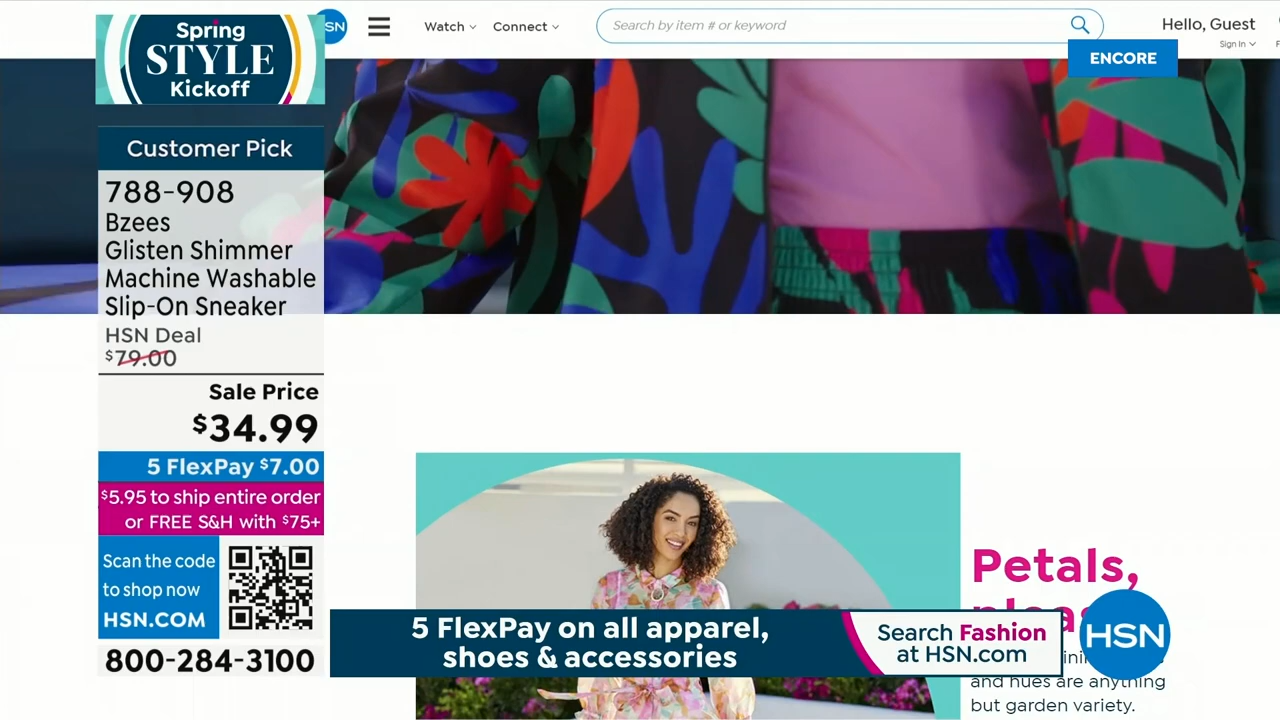 Spring
STYLE
Kickoff
SN
Watch
Connect
Search by item # or keyword
Hello, Guest
Sign In
ENCORE
Customer Pick
788-908
Bzees
Glisten Shimmer
Machine Washable
Slip-On Sneaker
HSN Deal
$79.00
Sale Price
$34.99
5 FlexPay $7.00
$5.95 to ship entire order
or FREE S&H with $75+
Scan the code
to shop now
HSN.COM
800-284-3100
Petals,
5 FlexPay on all apparel,
shoes & accessories
Search Fashion
at HSN.com
HSN
and hues are anything
but garden variety.